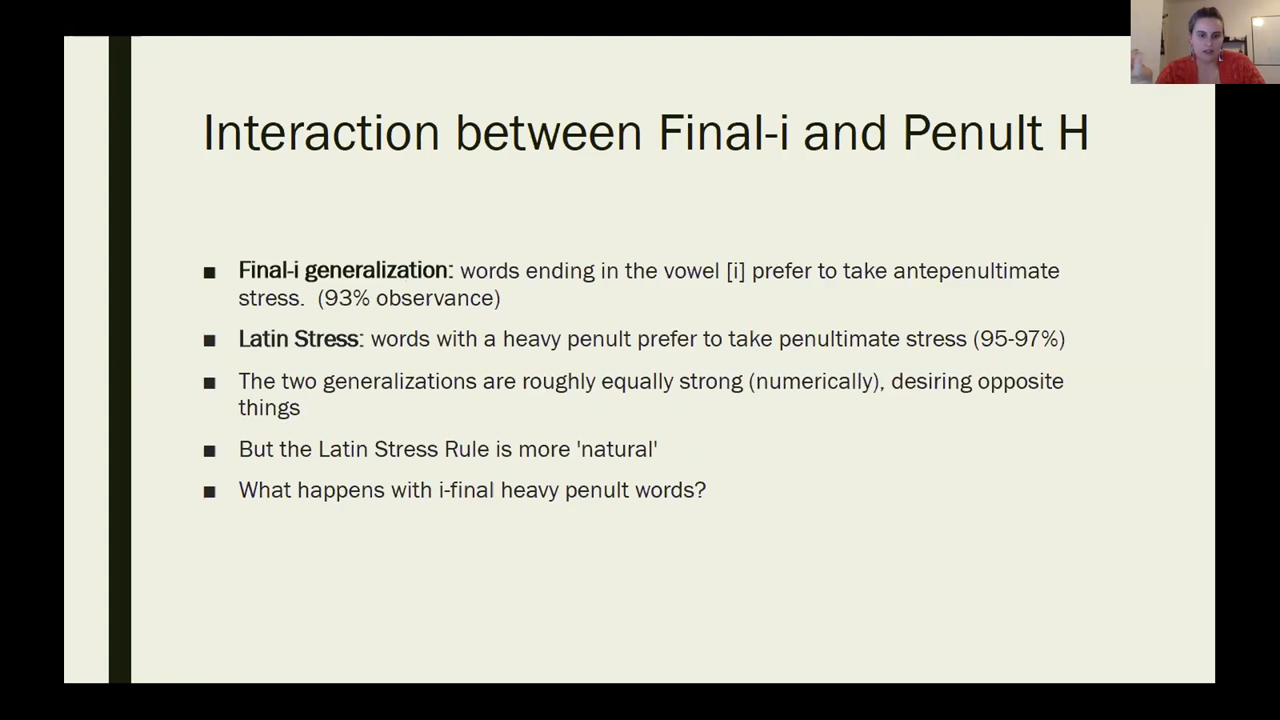 Interaction between Final-i and Penult H
■ Final-i generalization: words ending in the vowel [i] prefer to take antepenultimate
stress.  (93% observance)
■ Latin Stress: words with a heavy penult prefer to take penultimate stress (95-97%)
■ The two generalizations are roughly equally strong (numerically), desiring opposite
things
■ But the Latin Stress Rule is more 'natural'
■ What happens with i-final heavy penult words?